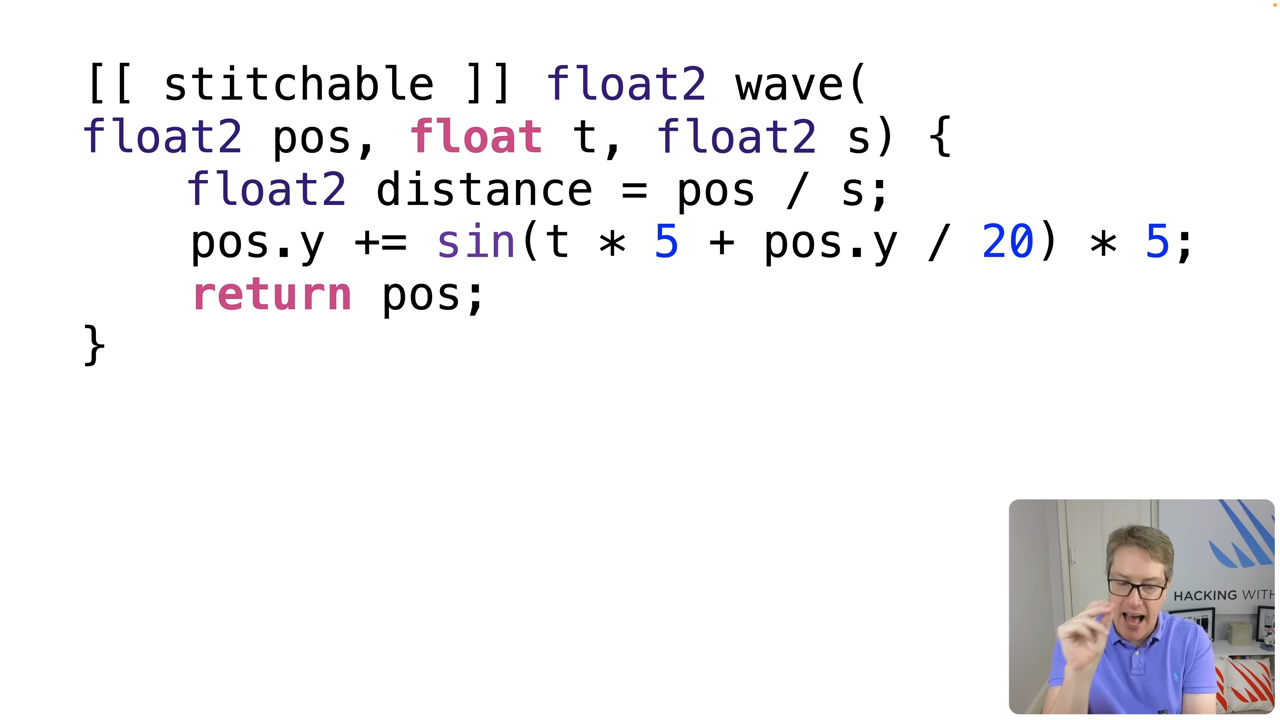 [[ stitchable ]] float2 wave(
float2 pos, float t, float2 s) {
float2 distance = pos / s;
pos.y += sin(t * 5 + pos.y / 20) * 5;
return pos;
}
HACKING WITH